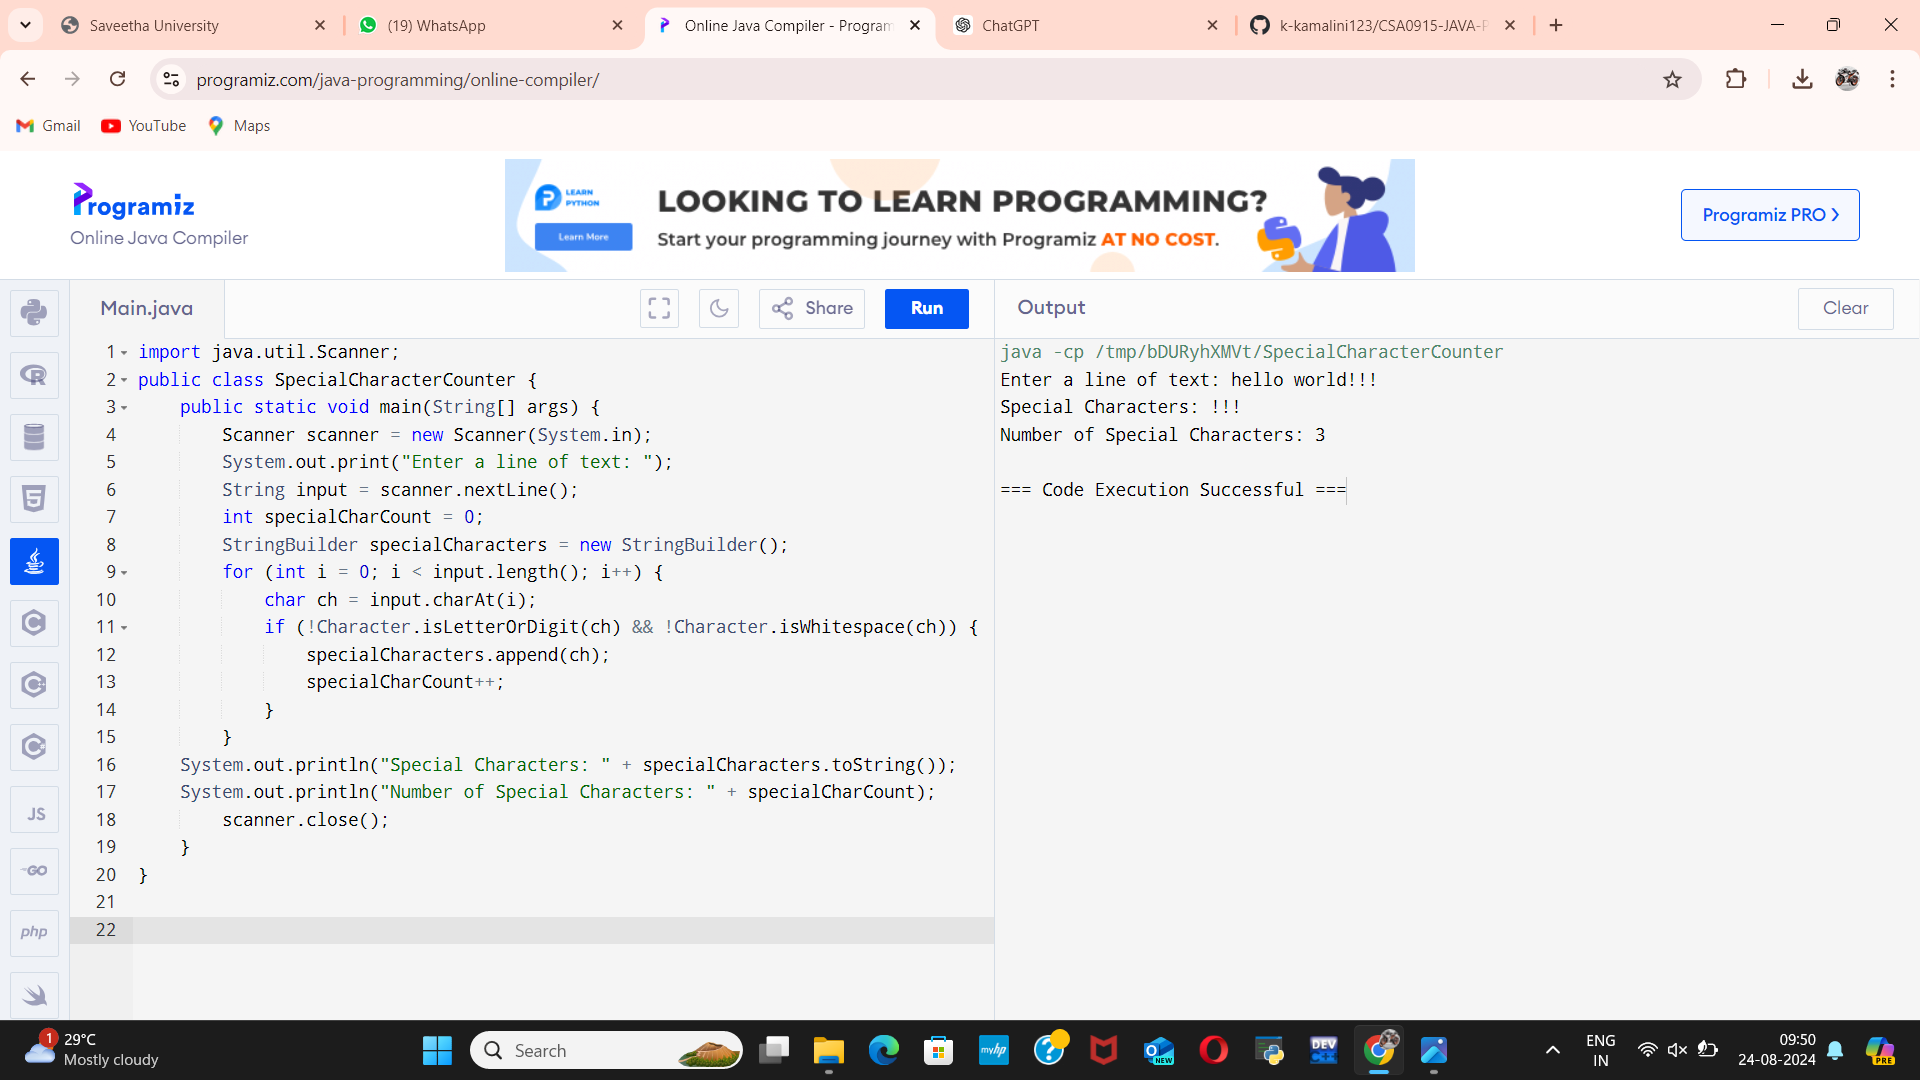 Saveetha University
(19) WhatsApp
Online Java Compiler - Program
ChatGPT
k-kamalini123/CSA0915-JAVA-P
programiz.com/java-programming/online-compiler/
Gmail
YouTube
Maps
Programiz
Online Java Compiler
LEARN
PYTHON
Learn More
LOOKING TO LEARN PROGRAMMING?
Start your programming journey with Programiz AT NO COST.
Programiz PRO
Main.java
Share
Run
Output
Clear
1 import java.util.Scanner;
2 public class SpecialCharacterCounter {
3 public static void main(String[] args) {
4 Scanner scanner = new Scanner(System.in);
5 System.out.print("Enter a line of text: ");
6 String input = scanner.nextLine();
7 int specialCharCount = 0;
8 StringBuilder specialCharacters = new StringBuilder();
9 for (int i = 0; i < input.length(); i++) {
10 char ch = input.charAt(i);
11 if (!Character.isLetterOrDigit(ch) && !Character.isWhitespace(ch)) {
12 specialCharacters.append(ch);
13 specialCharCount++;
14 }
15 }
16 System.out.println("Special Characters: " + specialCharacters.toString());
17 System.out.println("Number of Special Characters: " + specialCharCount);
18 scanner.close();
19 }
20 }
21
22
java -cp /tmp/bDURyhXMVt/SpecialCharacterCounter
Enter a line of text: hello world!!!
Special Characters: !!!
Number of Special Characters: 3
=== Code Execution Successful ===
R
5
C
C
C
JS
GO
php
1
29°C
Mostly cloudy
Search
myhp
?
NEW
DEV
ENG
IN
09:50
24-08-2024
PRE